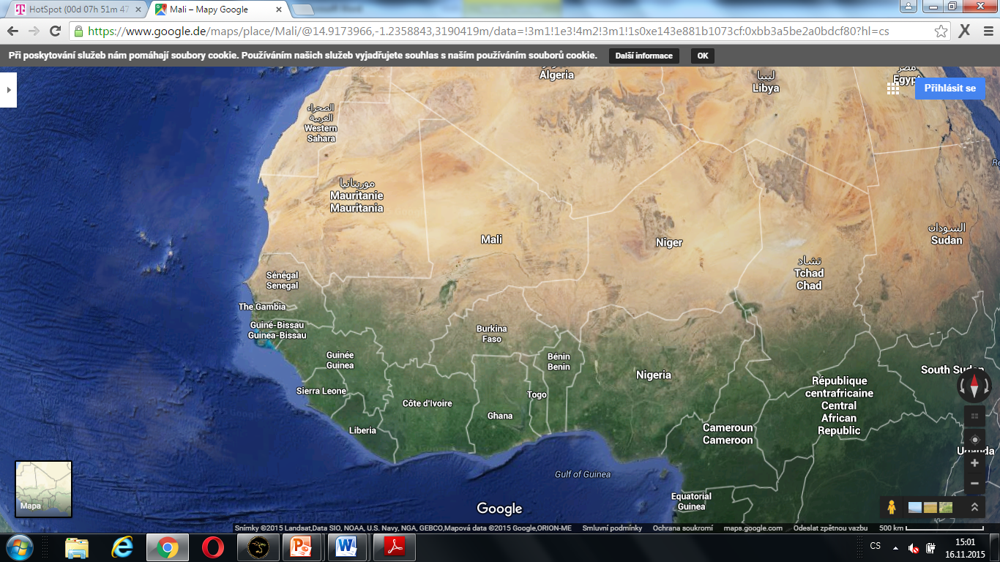 HotSpot (00d 07h 51m 47
Mali – Mapy Google
https://www.google.de/maps/place/Mali/@14.9173966,-1.2358843,3190419m/data=!3m1!1e3!4m2!3m1!1s0xe143e881b1073cf:0xbb3a5be2a0bdcf80?hl=cs
Při poskytování služeb nám pomáhají soubory cookie. Používáním našich služeb vyjadřujete souhlas s naším používáním souborů cookie. Další informace OK
Algeria
ليبيا
Libya
مصر
Egypt
Přihlásit se
الصحراء
الغربية
Western
Sahara
موريتانيا
Mauritanie
Mauritania
Mali
Niger
السودان
Sudan
تشاد
Tchad
Chad
Sénégal
Senegal
The Gambia
Guiné-Bissau
Guinea-Bissau
Burkina
Faso
Guinée
Guinea
Bénin
Benin
Nigeria
South Sudan
Sierra Leone
Côte d'Ivoire
Togo
Ghana
Liberia
République
centrafricaine
Central
African
Republic
Cameroun
Cameroon
Uganda
Gulf of Guinea
Equatorial
Guinea
Mapa
Google
Snímky ©2015 Landsat,Data SIO, NOAA, U.S. Navy, NGA, GEBCO,Mapová data ©2015 Google,ORION-ME Smluvní podmínky Ochrana soukromí maps.google.com Odeslat zpětnou vazbu 500 km
CS
15:01
16.11.2015